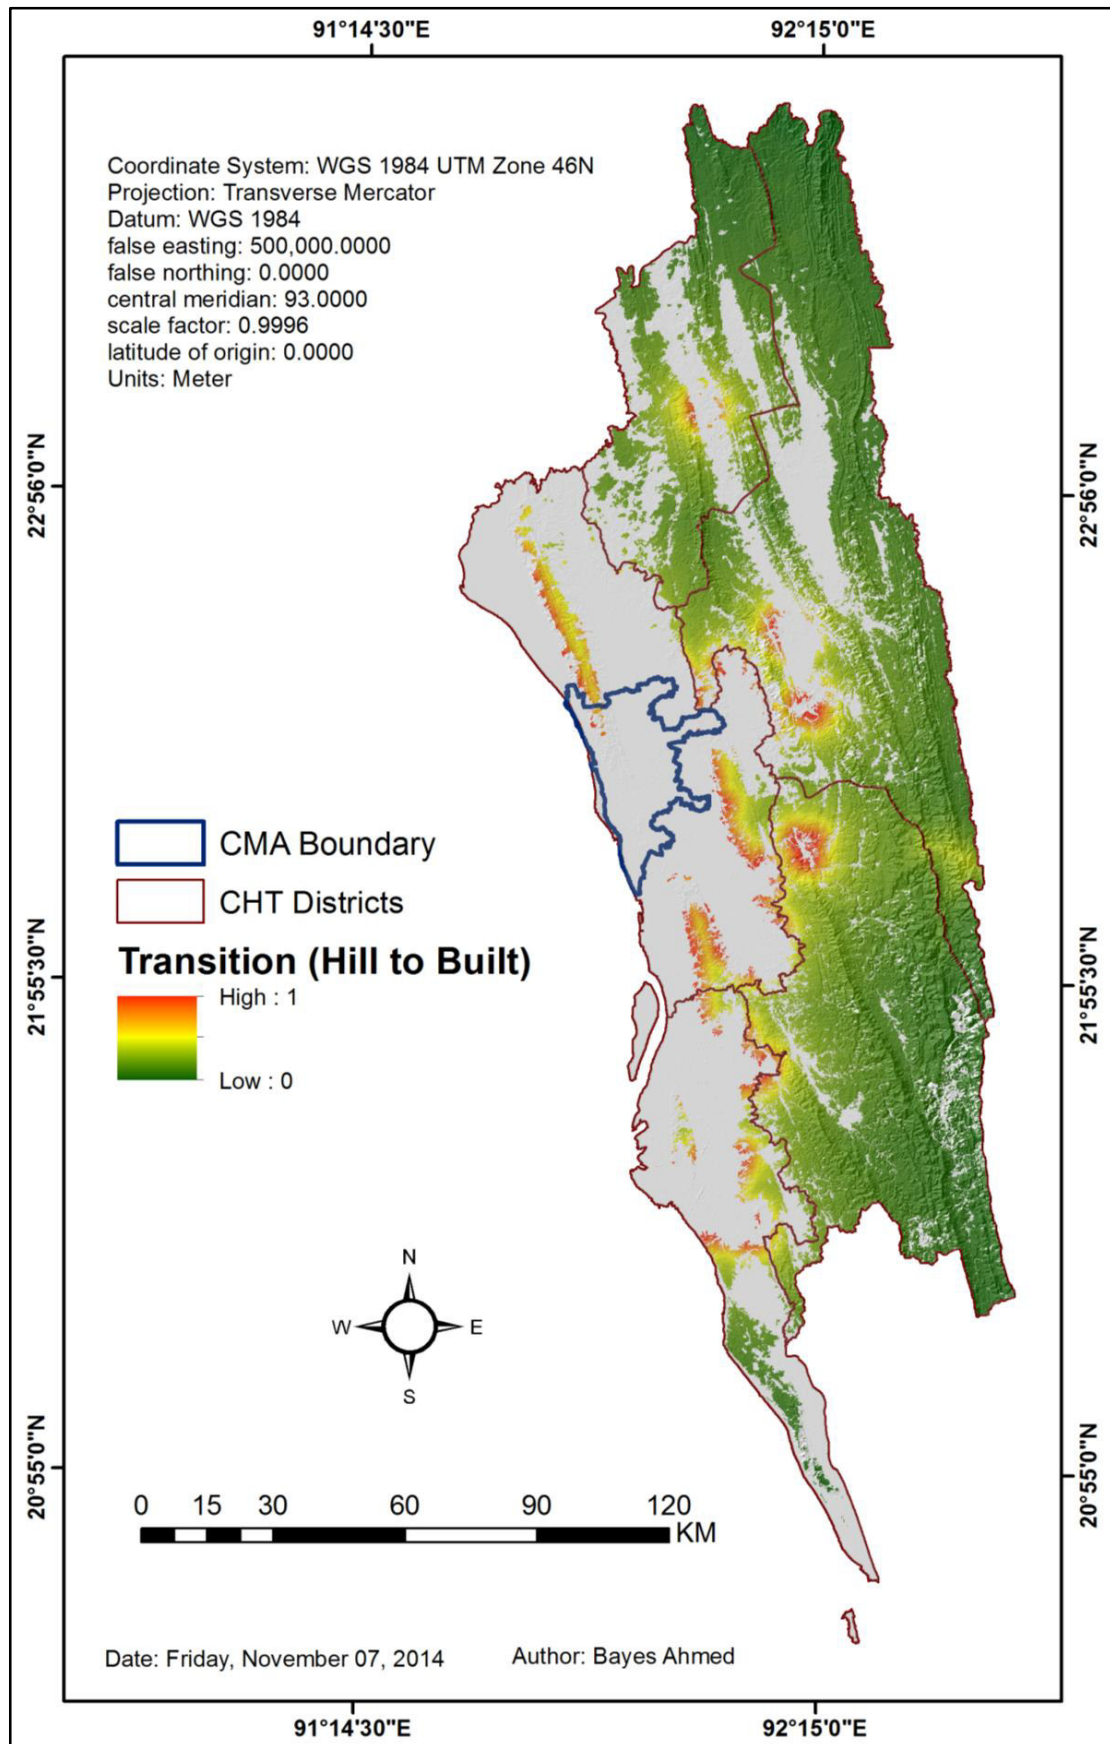 91°14'30"E 92°15'0"E
Coordinate System: WGS 1984 UTM Zone 46N
Projection: Transverse Mercator
Datum: WGS 1984
false easting: 500,000.0000
false northing: 0.0000
central meridian: 93.0000
scale factor: 0.9996
latitude of origin: 0.0000
Units: Meter
22°56'0"N 22°56'0"N
CMA Boundary
CHT Districts
Transition (Hill to Built)
High : 1
Low : 0
21°55'30"N 21°55'30"N
N
W E
S
20°55'0"N 20°55'0"N
0 15 30 60 90 120
KM
Date: Friday, November 07, 2014 Author: Bayes Ahmed
91°14'30"E 92°15'0"E